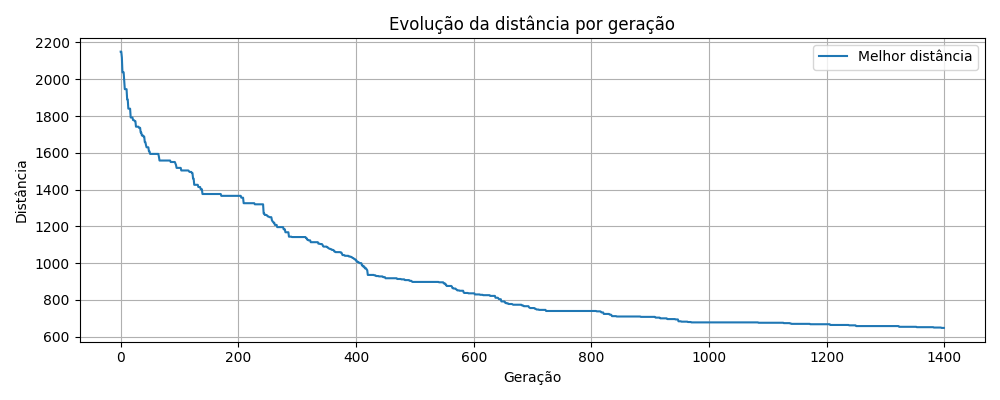 Evolução da distância por geração
Melhor distância
Distância
2200
2000
1800
1600
1400
1200
1000
800
600
0 200 400 600 800 1000 1200 1400
Geração